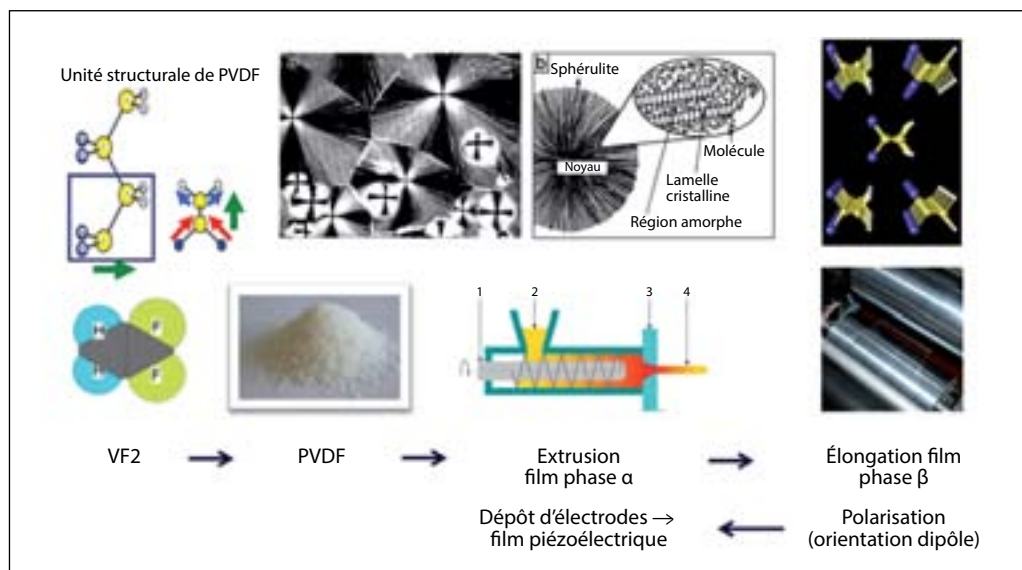 Unité structurale de PVDF
b
Sphérulite
Noyau
Molécule
Lamelle
cristalline
Région amorphe
H
F
H
F
1
2
3
4
VF2
PVDF
Extrusion
film phase α
Élongation film
phase β
Dépôt d'électrodes →
film piézoélectrique
Polarisation
(orientation dipôle)